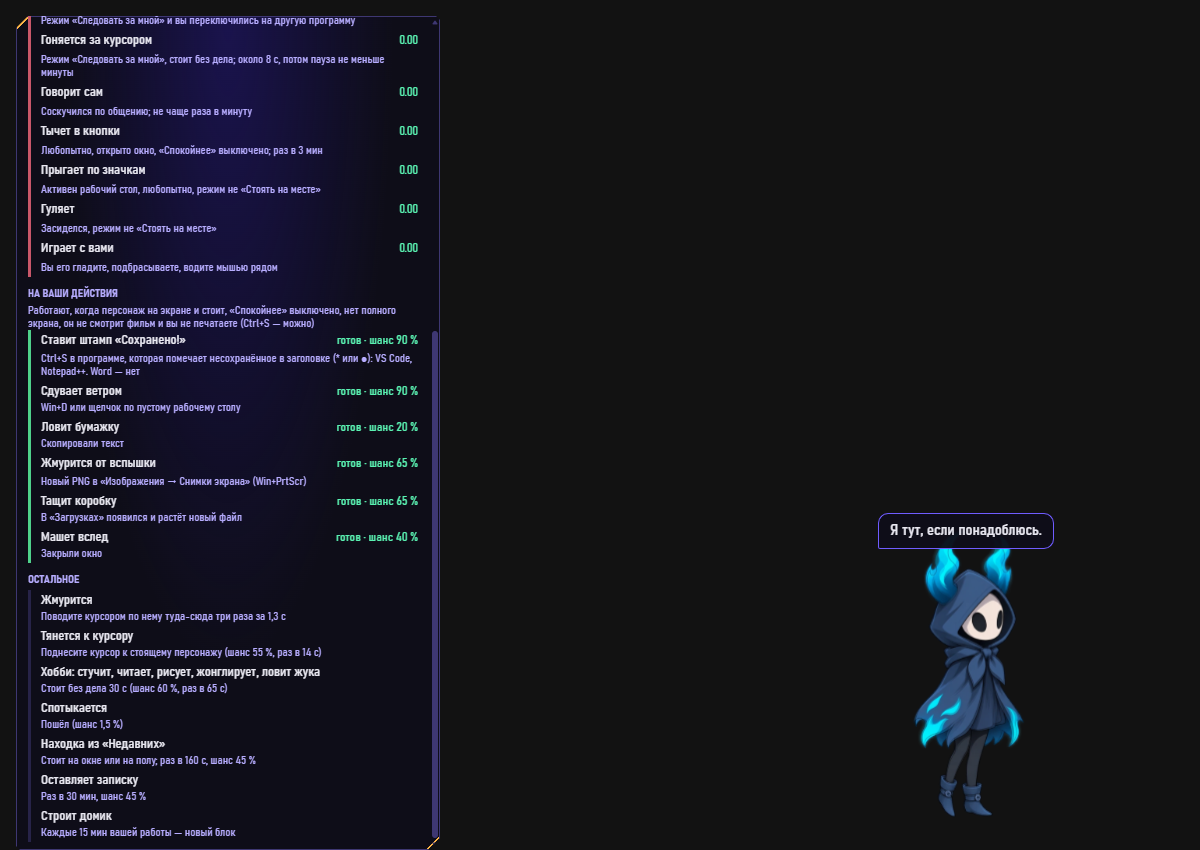 Режим «Следовать за мной» и вы переключились на другую программу
Гоняется за курсором 0.00
Режим «Следовать за мной», стоит без дела; около 8 с, потом пауза не меньше
минуты
Говорит сам 0.00
Соскучился по общению; не чаще раза в минуту
Тычет в кнопки 0.00
Любопытно, открыто окно, «Спокойнее» выключено; раз в 3 мин
Прыгает по значкам 0.00
Активен рабочий стол, любопытно, режим не «Стоять на месте»
Гуляет 0.00
Засиделся, режим не «Стоять на месте»
Играет с вами 0.00
Вы его гладите, подбрасываете, водите мышью рядом
НА ВАШИ ДЕЙСТВИЯ
Работают, когда персонаж на экране и стоит, «Спокойнее» выключено, нет полного
экрана, он не смотрит фильм и вы не печатаете (Ctrl+S — можно)
Ставит штамп «Сохранено!» готов · шанс 90 %
Ctrl+S в программе, которая помечает несохранённое в заголовке (* или ●): VS Code,
Notepad++. Word — нет
Сдувает ветром готов · шанс 90 %
Win+D или щелчок по пустому рабочему столу
Ловит бумажку готов · шанс 20 %
Скопировали текст
Жмурится от вспышки готов · шанс 65 %
Новый PNG в «Изображения → Снимки экрана» (Win+PrtScr)
Тащит коробку готов · шанс 65 %
В «Загрузках» появился и растёт новый файл
Машет вслед готов · шанс 40 %
Закрыли окно
ОСТАЛЬНОЕ
Жмурится
Поводите курсором по нему туда-сюда три раза за 1,3 с
Тянется к курсору
Поднесите курсор к стоящему персонажу (шанс 55 %, раз в 14 с)
Хобби: стучит, читает, рисует, жонглирует, ловит жука
Стоит без дела 30 с (шанс 60 %, раз в 65 с)
Спотыкается
Пошёл (шанс 1,5 %)
Находка из «Недавних»
Стоит на окне или на полу; раз в 160 с, шанс 45 %
Оставляет записку
Раз в 30 мин, шанс 45 %
Строит домик
Каждые 15 мин вашей работы — новый блок
Я тут, если понадоблюсь.